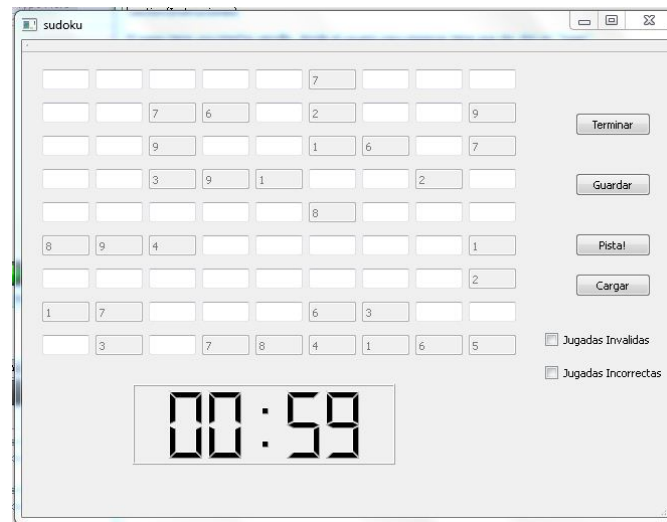 sudoku
7
7 6 2 9
Terminar
9 1 6 7
3 9 1 2
Guardar
8
8 9 4 1
Pista!
2
Cargar
1 7 6 3
3 7 8 4 1 6 5
Jugadas Invalidas
Jugadas Incorrectas
00:59